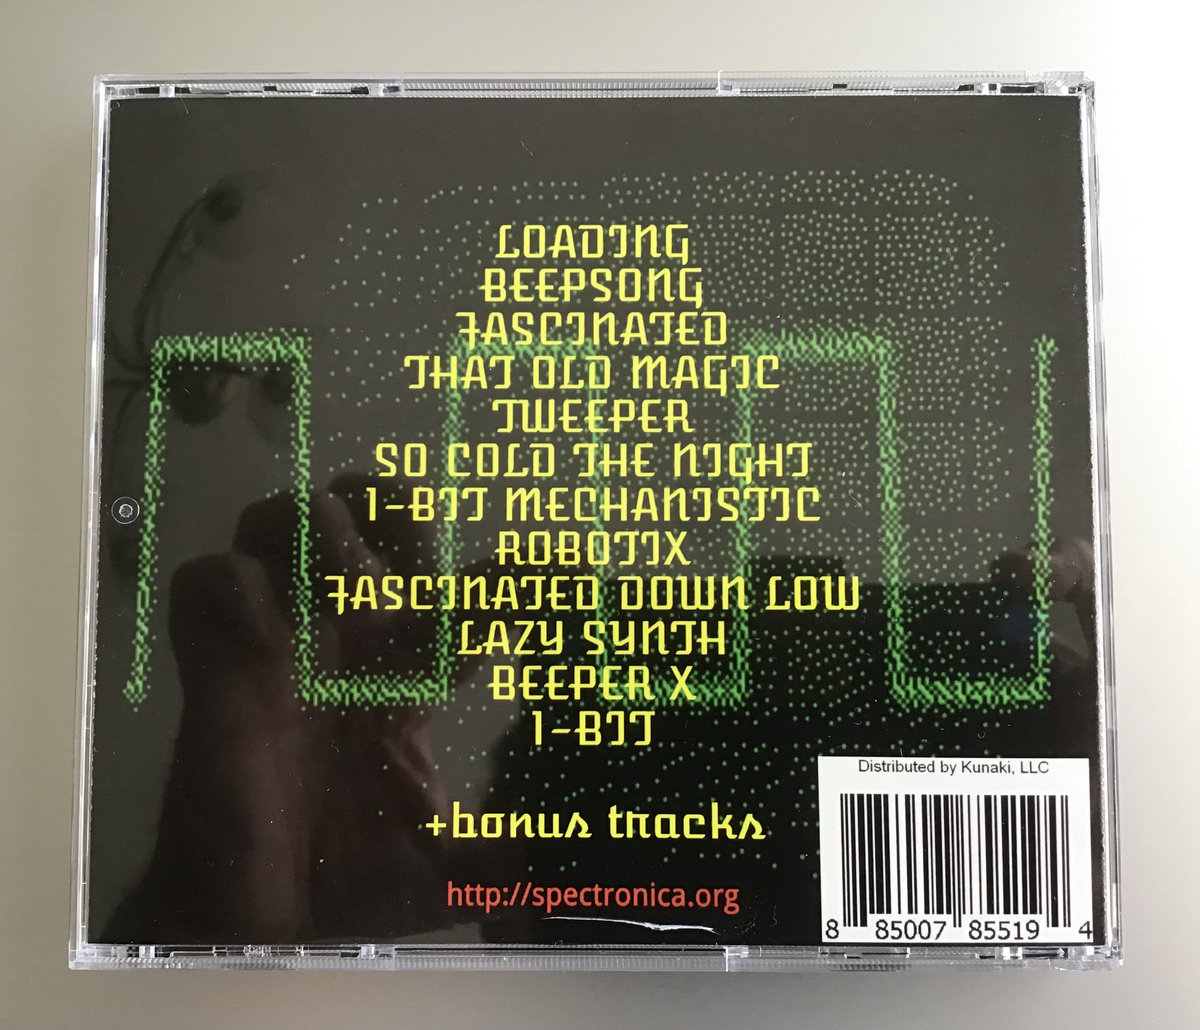 LOADING
BEEPSONG
FASCINATED
THAT OLD MAGIC
TWEEPER
SO COLD THE NIGHT
1-BIT MECHANISTIC
ROBOTIX
FASCINATED DOWN LOW
LAZY SYNTH
BEEPER X
1-BIT
+bonus tracks
http://spectronica.org
Distributed by Kunaki, LLC
8 85007 85519 4